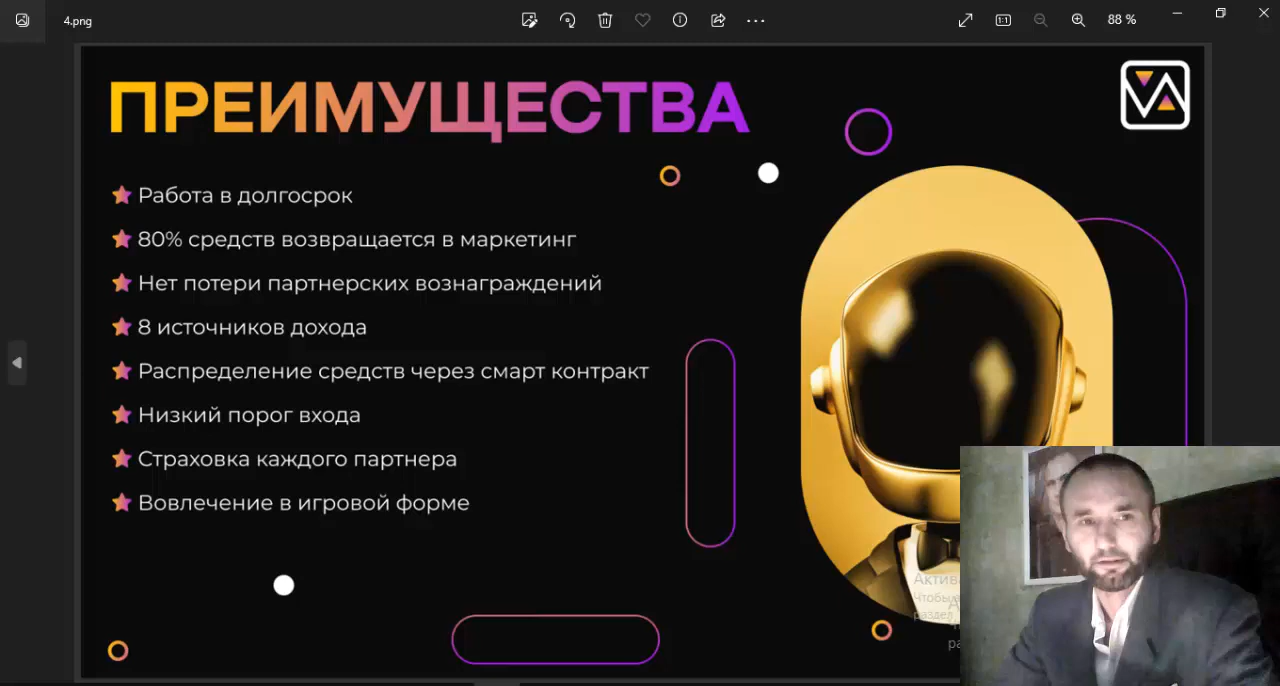 4.png
88 %
ПРЕИМУЩЕСТВА
Работа в долгосрок
80% средств возвращается в маркетинг
Нет потери партнерских вознаграждений
8 источников дохода
Распределение средств через смарт контракт
Низкий порог входа
Страховка каждого партнера
Вовлечение в игровой форме